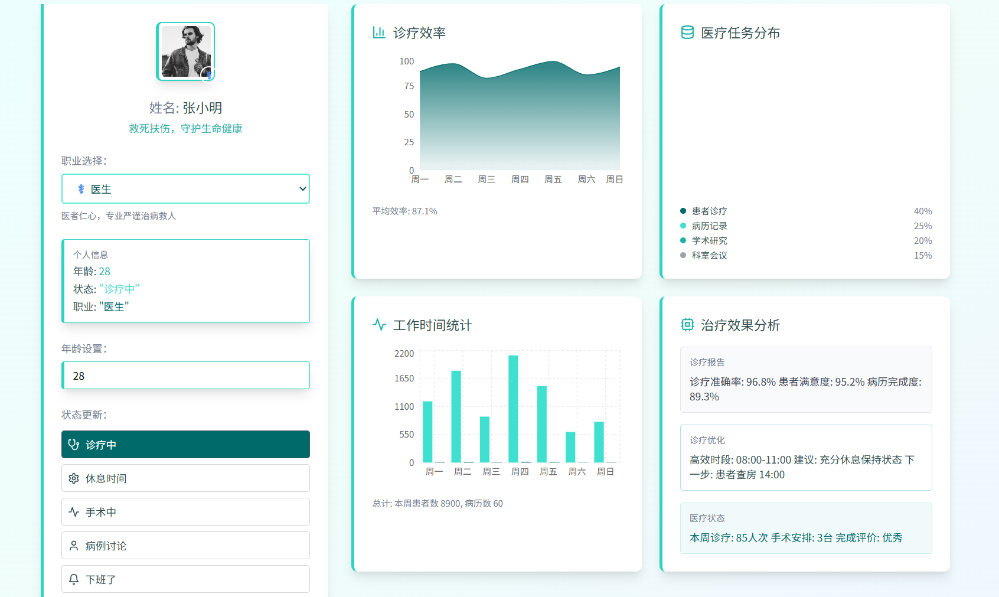 姓名: 张小明
救死扶伤，守护生命健康
职业选择：
医生
医者仁心，专业严谨治病救人
个人信息
年龄: 28
状态: "诊疗中"
职业: "医生"
年龄设置：
28
状态更新：
诊疗中
休息时间
手术中
病例讨论
下班了
诊疗效率
100
75
50
25
0
周一 周二 周三 周四 周五 周六 周日
平均效率: 87.1%
医疗任务分布
患者诊疗 40%
病历记录 25%
学术研究 20%
科室会议 15%
工作时间统计
2200
1650
1100
550
0
周一 周二 周三 周四 周五 周六 周日
总计: 本周患者数 8900, 病历数 60
治疗效果分析
诊疗报告
诊疗准确率: 96.8% 患者满意度: 95.2% 病历完成度:
89.3%
诊疗优化
高效时段: 08:00-11:00 建议: 充分休息保持状态 下
一步: 患者查房 14:00
医疗状态
本周诊疗: 85人次 手术安排: 3台 完成评价: 优秀